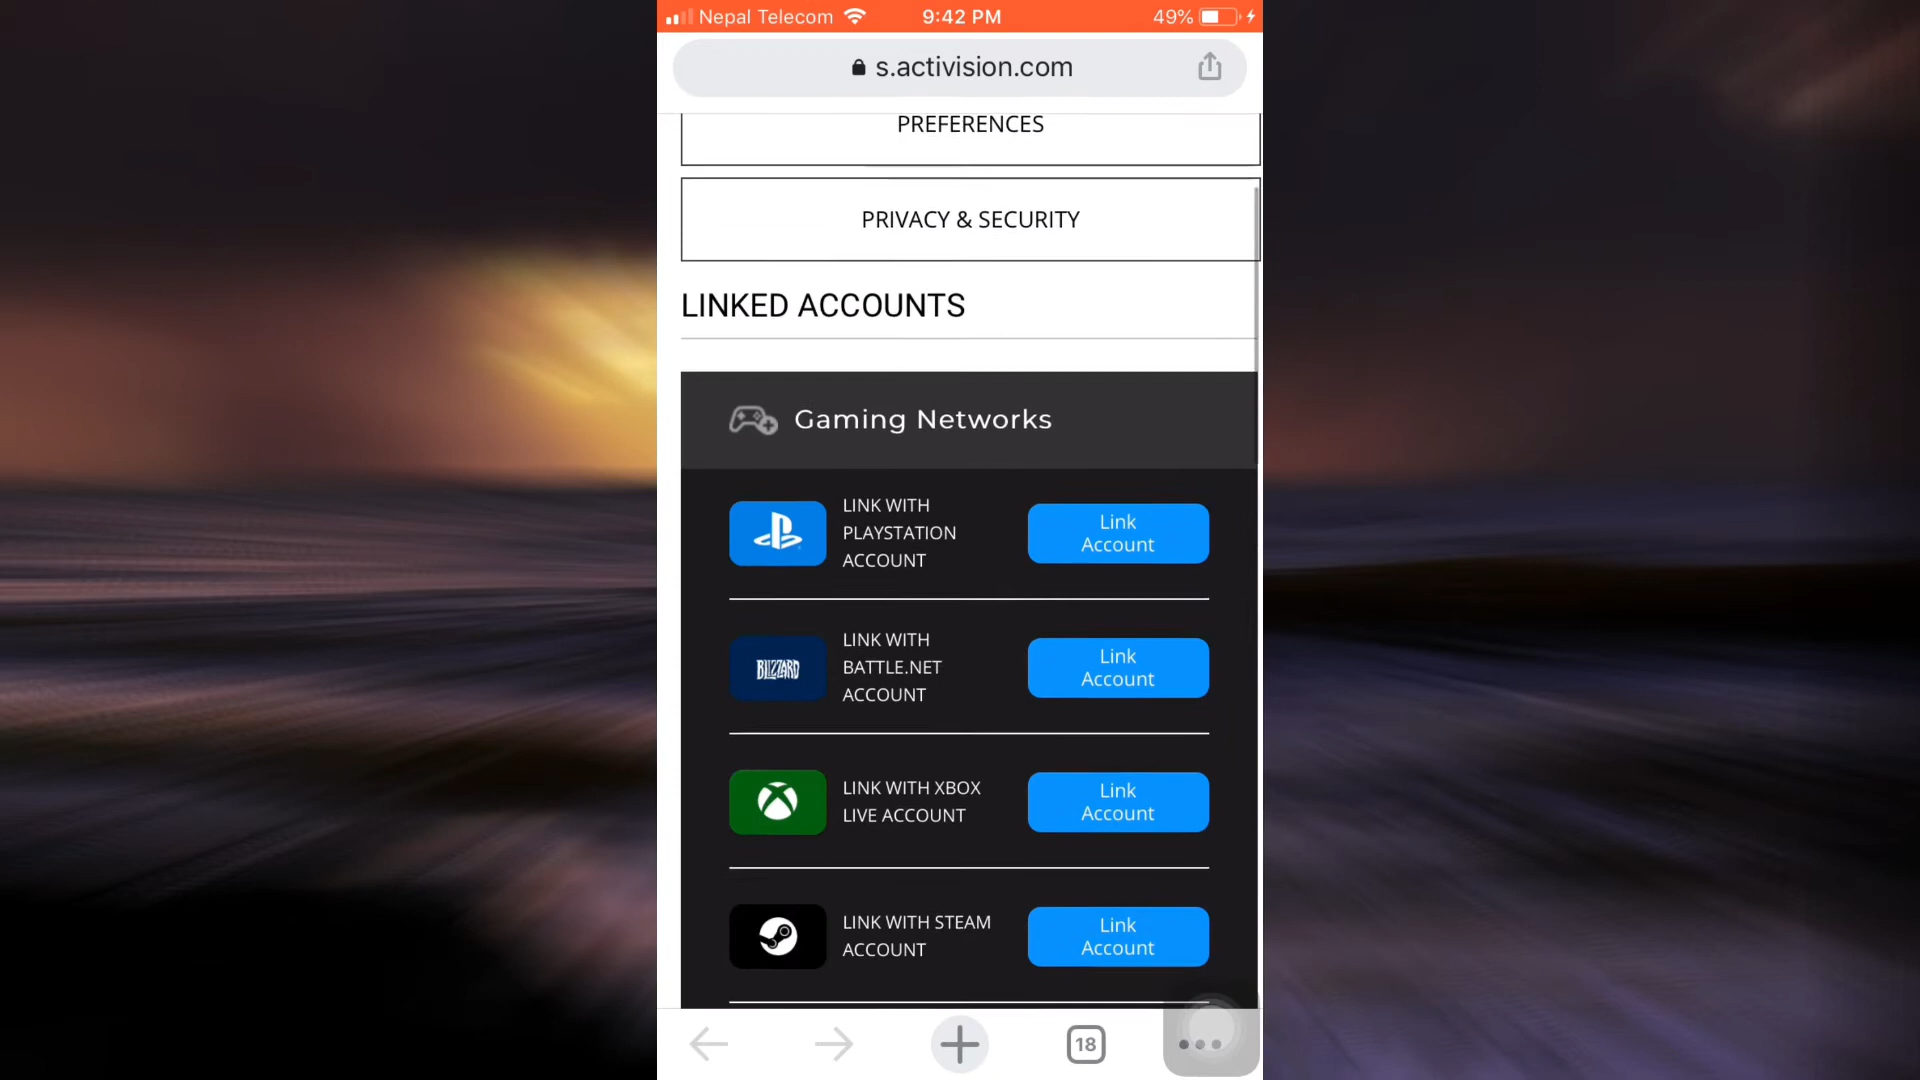 Nepal Telecom 9:42 PM 49%
s.activision.com
PREFERENCES
PRIVACY & SECURITY
LINKED ACCOUNTS
Gaming Networks
LINK WITH
PLAYSTATION
ACCOUNT
Link
Account
BLIZZARD
LINK WITH
BATTLE.NET
ACCOUNT
Link
Account
LINK WITH XBOX
LIVE ACCOUNT
Link
Account
LINK WITH STEAM
ACCOUNT
Link
Account
18